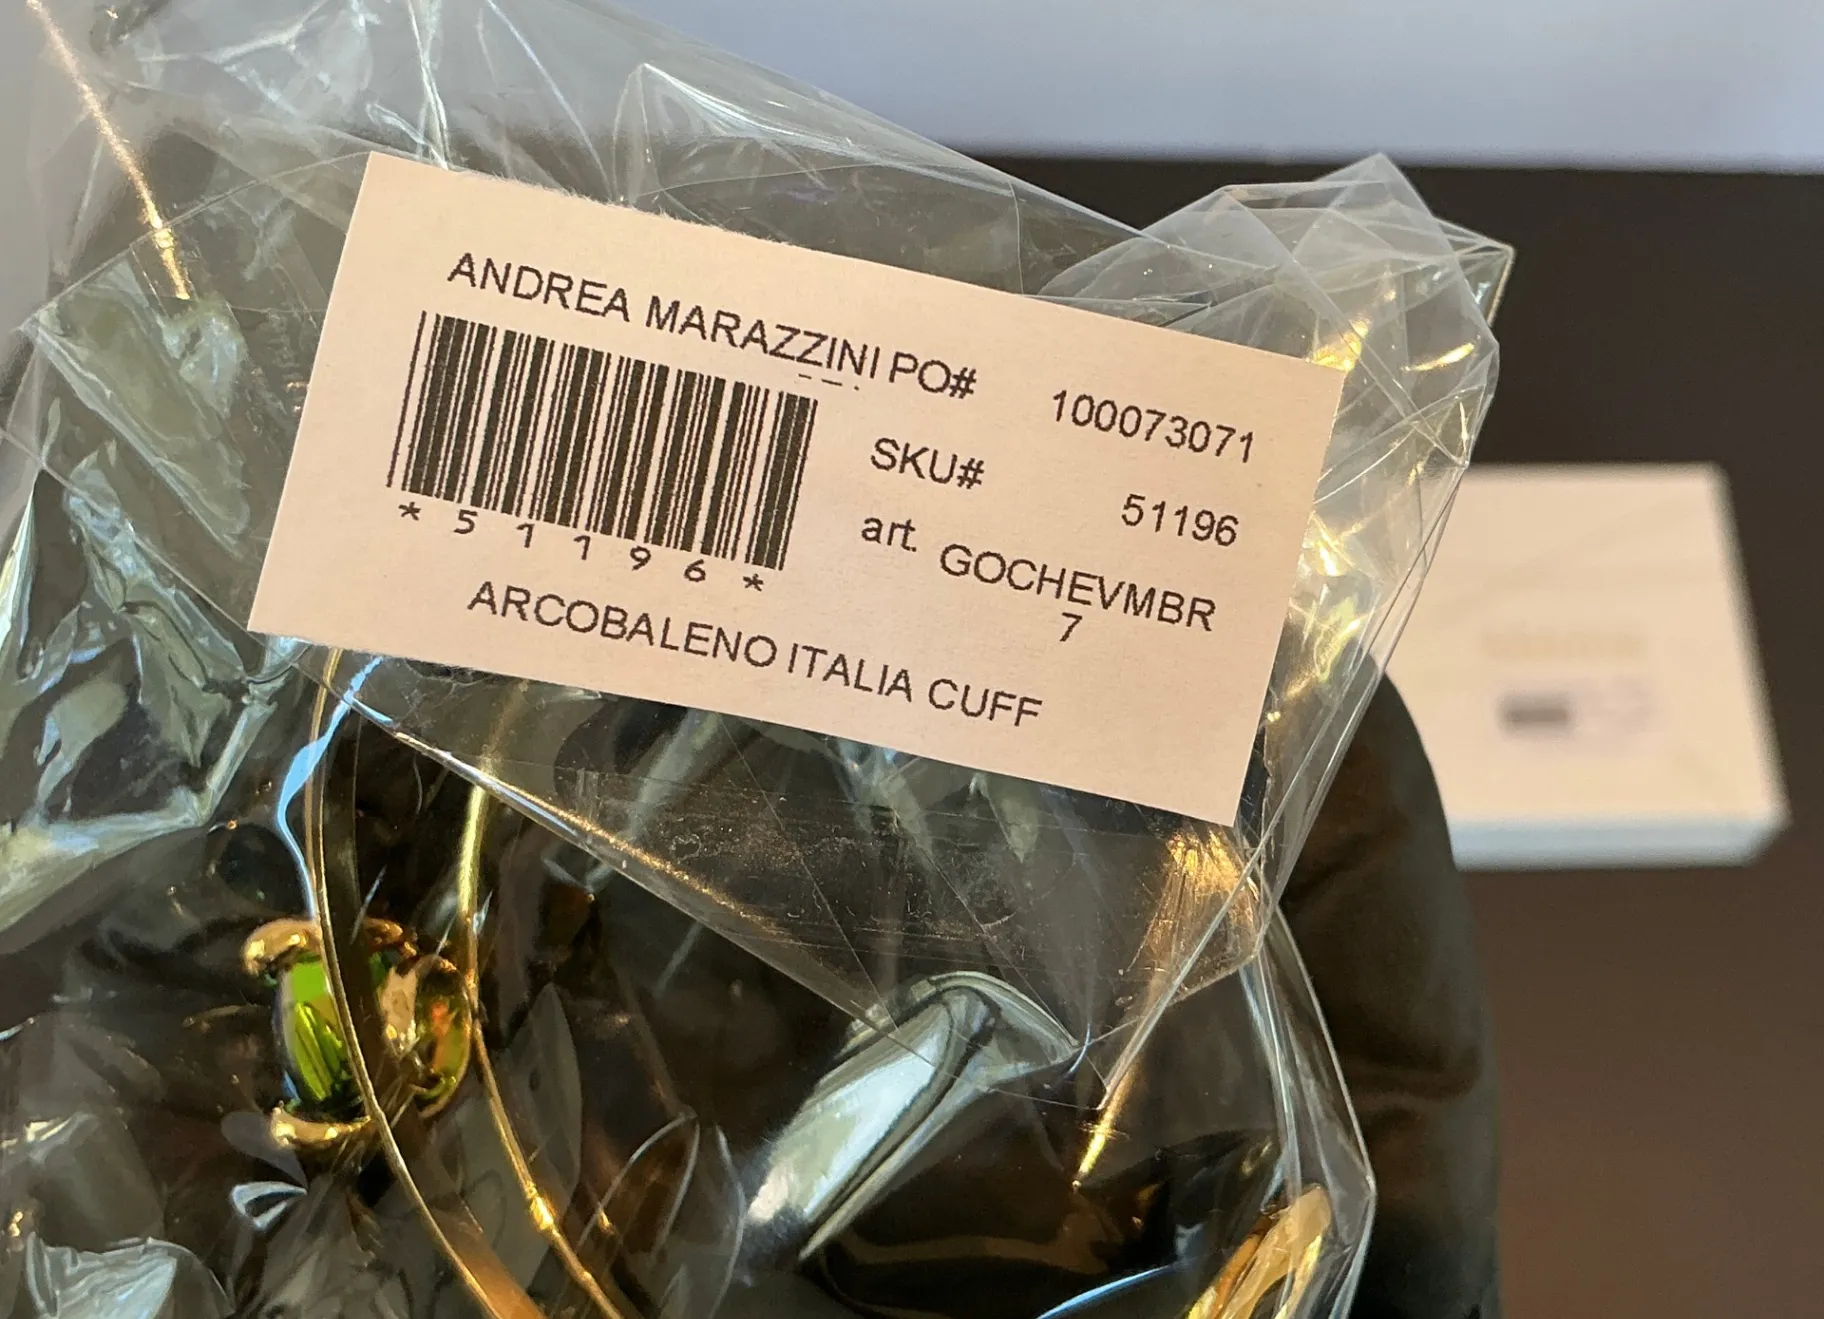 ANDREA MARAZZINI PO# 100073071
SKU# 51196
*51196*
art. GOCHEVMBR
7
ARCOBALENO ITALIA CUFF